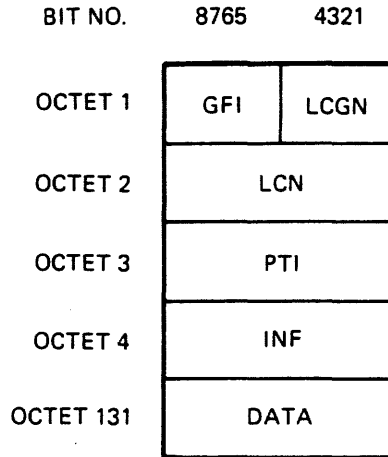 BIT NO. 8765 4321
OCTET 1 GFI LCGN
OCTET 2 LCN
OCTET 3 PTI
OCTET 4 INF
OCTET 131 DATA